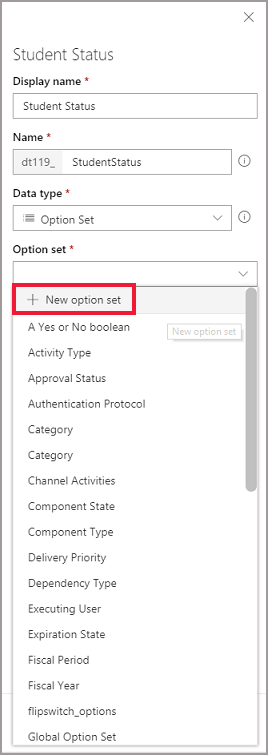 Student Status
Display name *
Student Status
Name *
dt119_ StudentStatus
Data type *
Option Set
Option set *
+ New option set
A Yes or No boolean
New option set
Activity Type
Approval Status
Authentication Protocol
Category
Category
Channel Activities
Component State
Component Type
Delivery Priority
Dependency Type
Executing User
Expiration State
Fiscal Period
Fiscal Year
flipswitch_options
Global Option Set